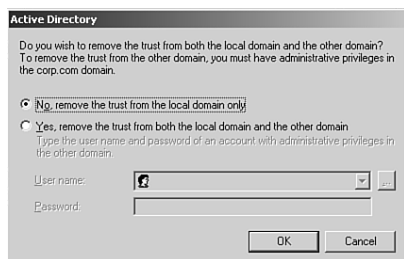 Active Directory
Do you wish to remove the trust from both the local domain and the other domain?
To remove the trust from the other domain, you must have administrative privileges in
the corp.com domain.
No, remove the trust from the local domain only
Yes, remove the trust from both the local domain and the other domain
Type the user name and password of an account with administrative privileges in
the other domain.
User name:
...
Password:
OK Cancel